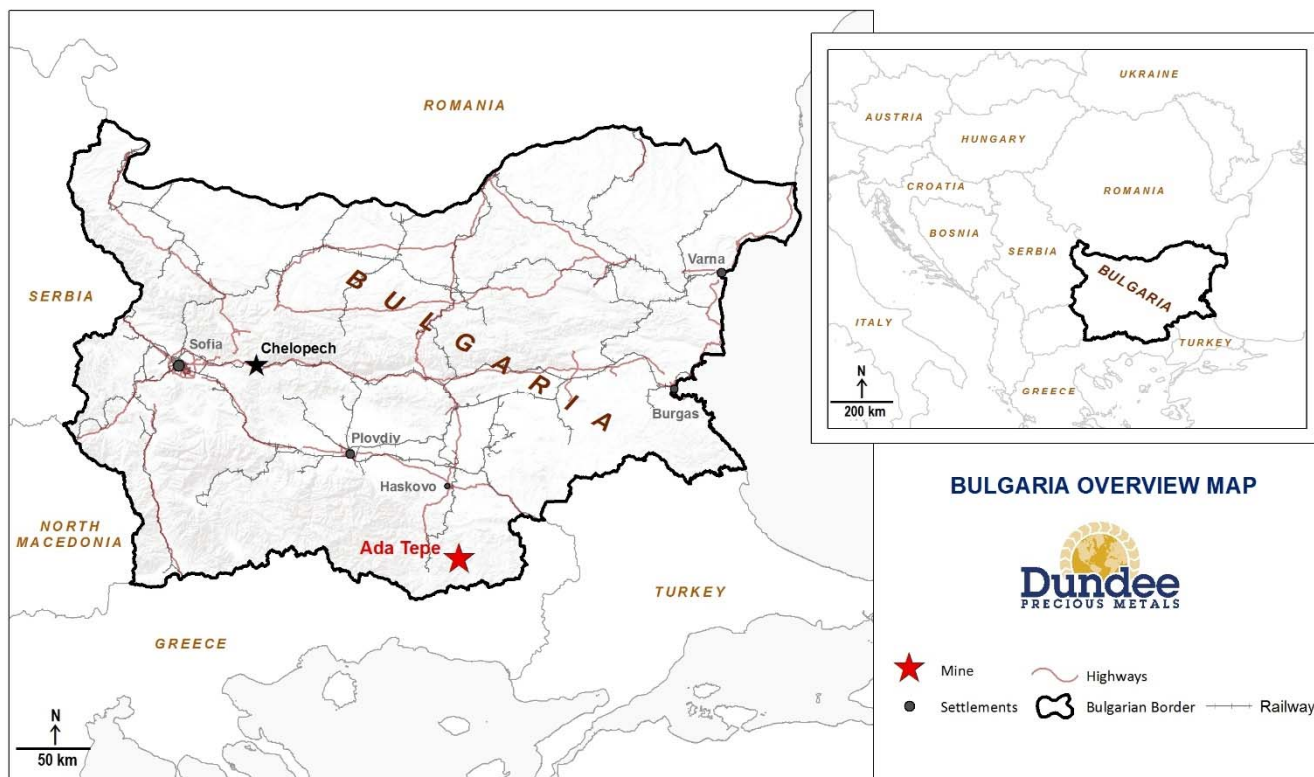 ROMANIA
SERBIA
BULGARIA
Varna
Sofia
Chelopech
Burgas
Plovdiv
Haskovo
NORTH
MACEDONIA
Ada Tepe
TURKEY
GREECE
N
50 km
UKRAINE
AUSTRIA
HUNGARY
CROATIA
ROMANIA
BOSNIA
SERBIA
BULGARIA
ITALY
TURKEY
GREECE
N
200 km
BULGARIA OVERVIEW MAP
Dundee
PRECIOUS METALS
Mine
Highways
Settlements
Bulgarian Border
Railway